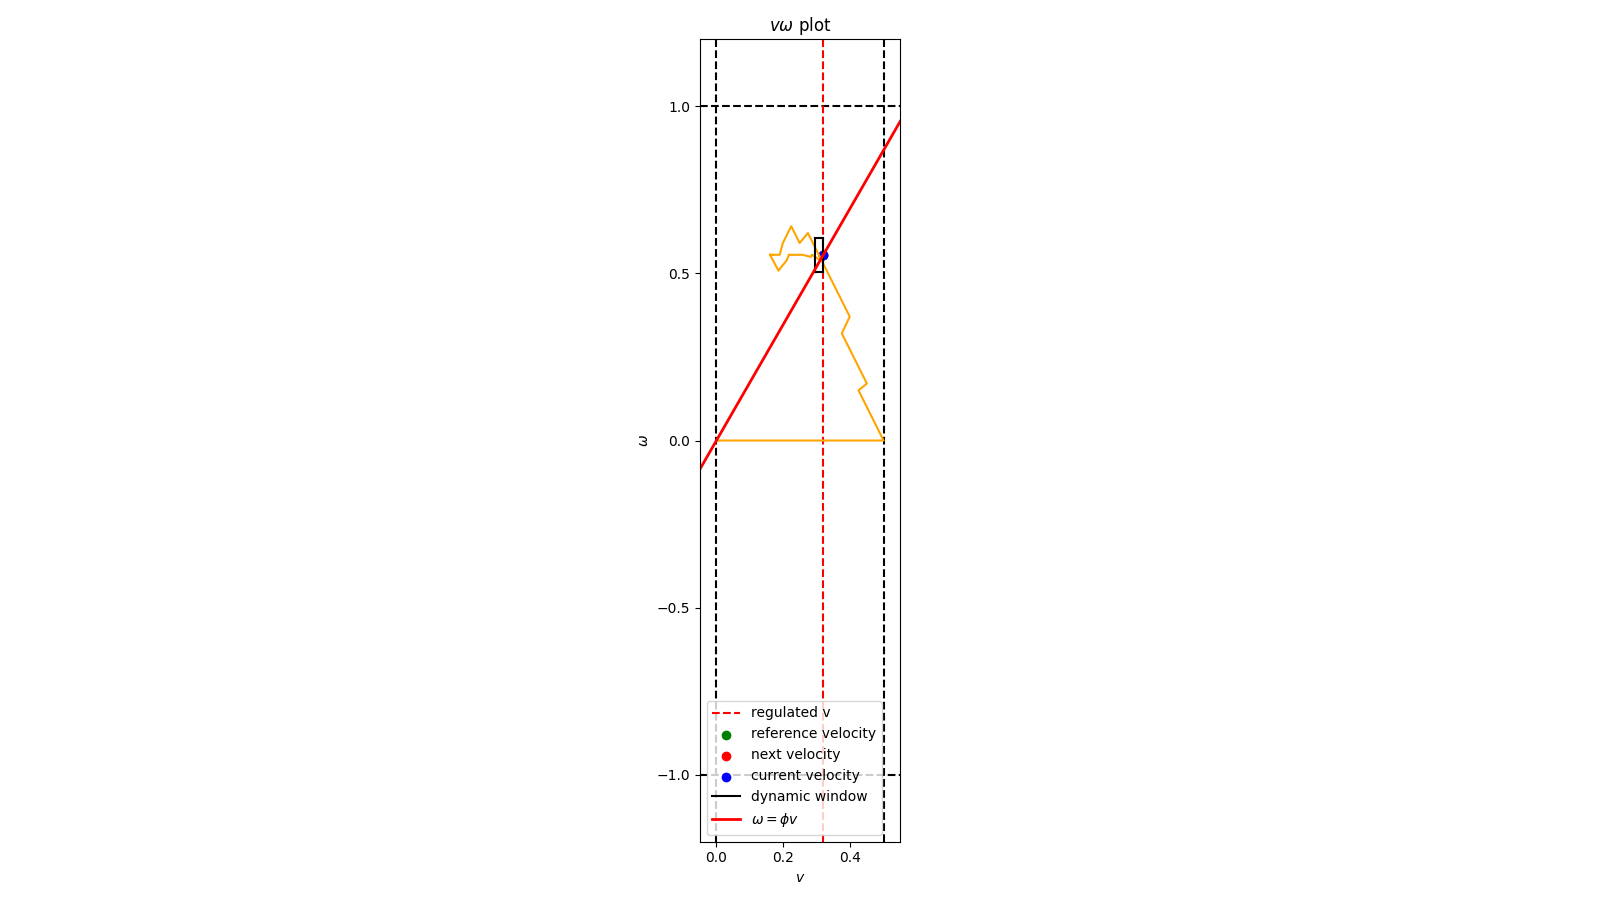 vω plot
1.0
0.5
0.0
−0.5
−1.0
ω
regulated v
reference velocity
next velocity
current velocity
dynamic window
ω = ϕv
0.0 0.2 0.4
v